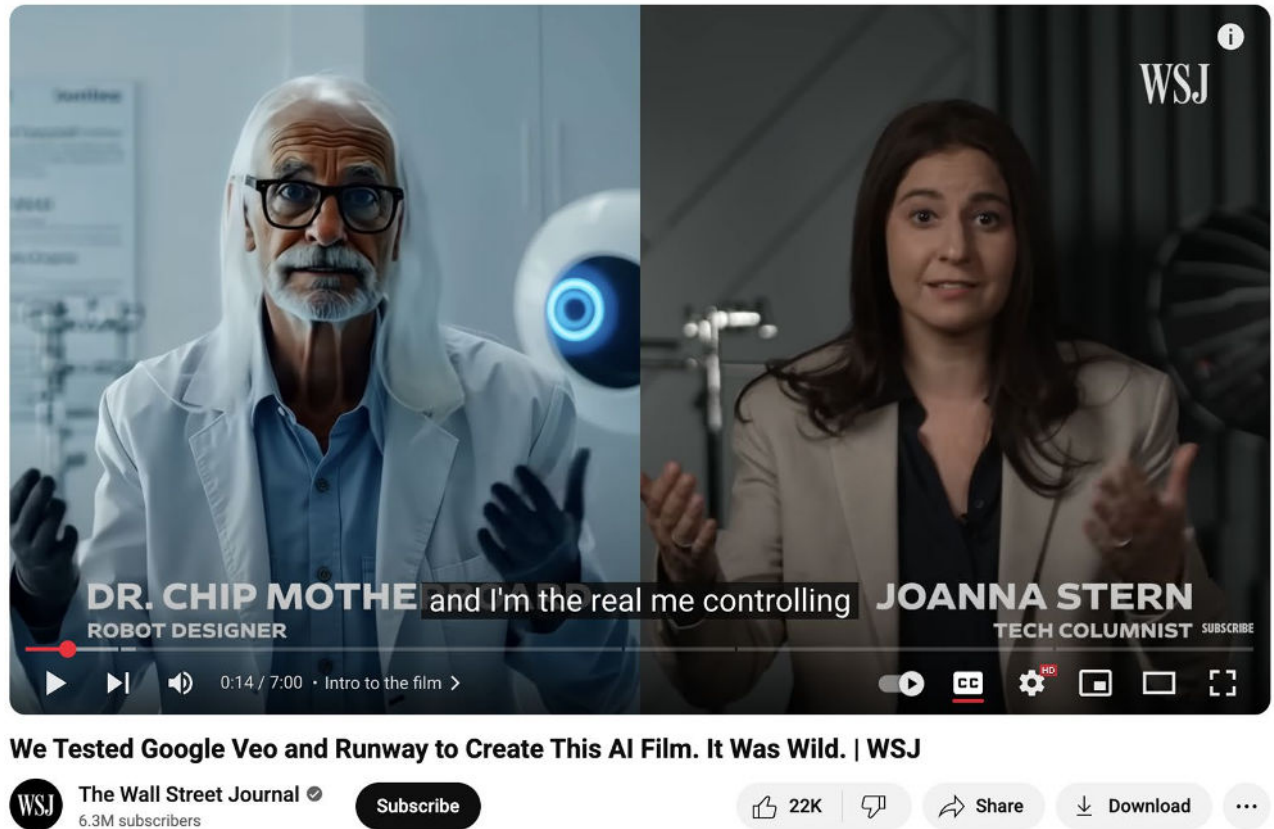 WSJ
DR. CHIP MOTHE
ROBOT DESIGNER
and I'm the real me controlling
JOANNA STERN
TECH COLUMNIST
SUBSCRIBE
0:14 / 7:00 • Intro to the film
CC
HD
We Tested Google Veo and Runway to Create This AI Film. It Was Wild. | WSJ
WSJ
The Wall Street Journal
6.3M subscribers
Subscribe
22K
Share
Download